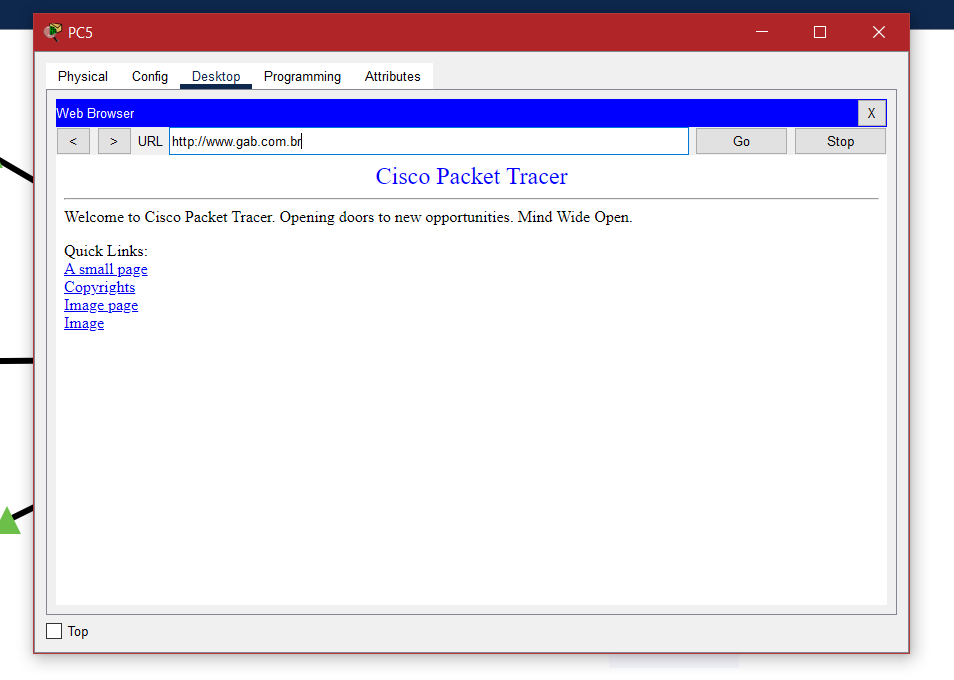 PC5
Physical Config Desktop Programming Attributes
Web Browser X
< > URL http://www.gab.com.br Go Stop
Cisco Packet Tracer
Welcome to Cisco Packet Tracer. Opening doors to new opportunities. Mind Wide Open.
Quick Links:
A small page
Copyrights
Image page
Image
Top